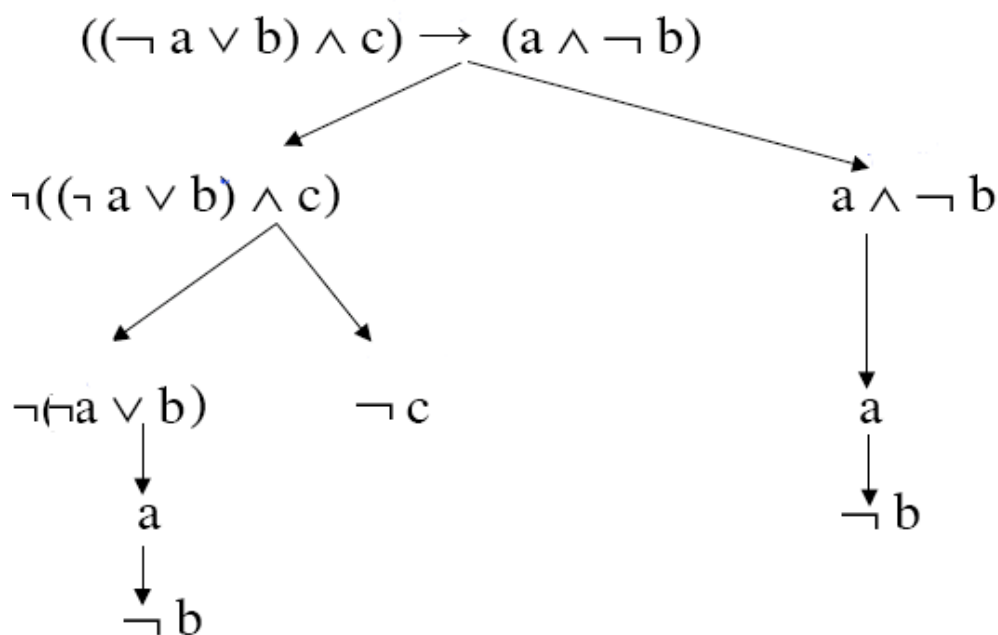 ((¬ a ∨ b) ∧ c) → (a ∧ ¬ b)
¬((¬ a ∨ b) ∧ c)
a ∧ ¬ b
¬(¬a ∨ b)
¬ c
a
a
¬ b
¬ b